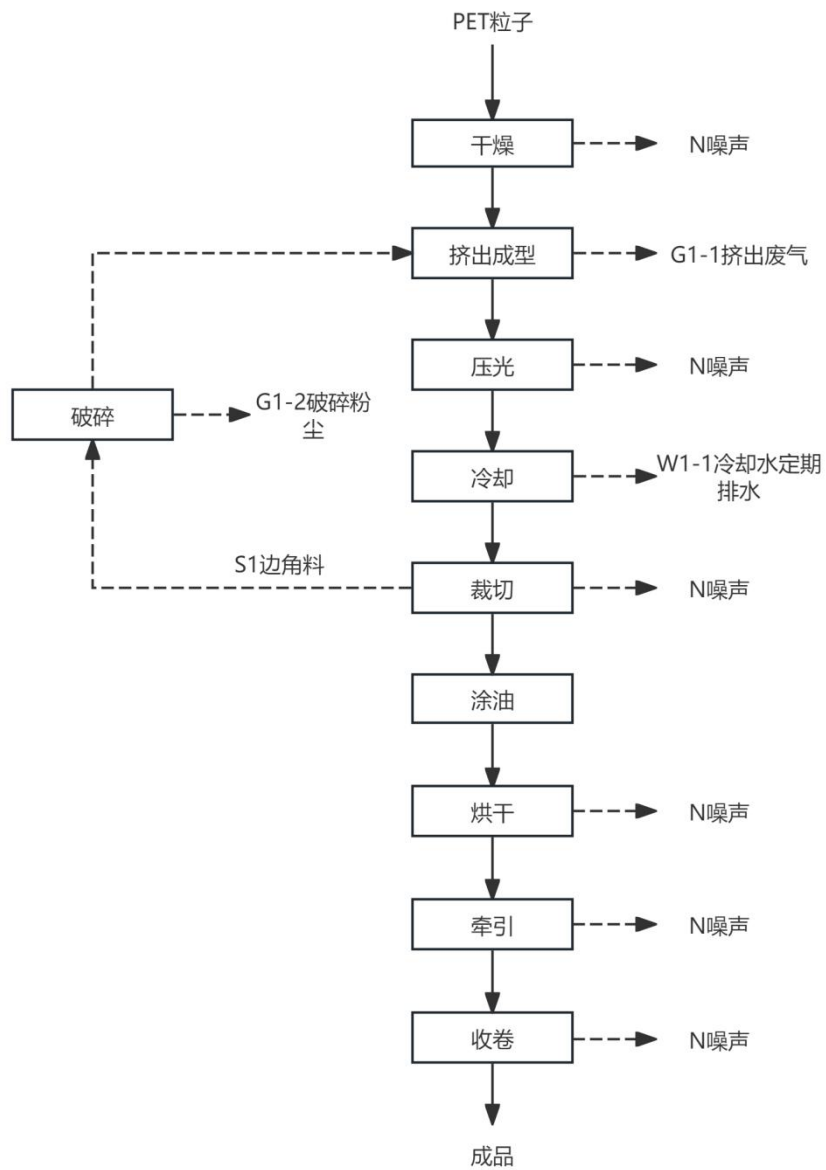 PET粒子
干燥
N噪声
挤出成型
G1-1挤出废气
压光
N噪声
破碎
G1-2破碎粉
尘
冷却
W1-1冷却水定期
排水
S1边角料
裁切
N噪声
涂油
烘干
N噪声
牵引
N噪声
收卷
N噪声
成品